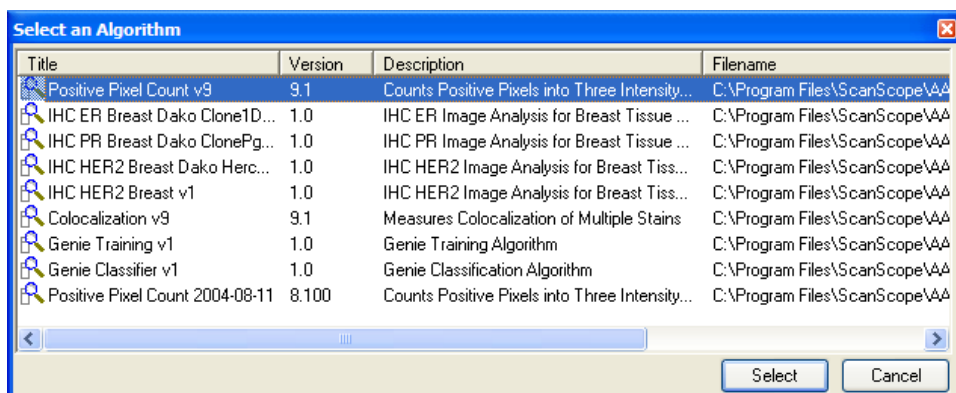 Select an Algorithm
Title Version Description Filename
Positive Pixel Count v9 9.1 Counts Positive Pixels into Three Intensity... C:\Program Files\ScanScope\AA
IHC ER Breast Dako Clone1D... 1.0 IHC ER Image Analysis for Breast Tissue ... C:\Program Files\ScanScope\AA
IHC PR Breast Dako ClonePg... 1.0 IHC PR Image Analysis for Breast Tissue ... C:\Program Files\ScanScope\AA
IHC HER2 Breast Dako Herc... 1.0 IHC HER2 Image Analysis for Breast Tiss... C:\Program Files\ScanScope\AA
IHC HER2 Breast v1 1.0 IHC HER2 Image Analysis for Breast Tiss... C:\Program Files\ScanScope\AA
Colocalization v9 9.1 Measures Colocalization of Multiple Stains C:\Program Files\ScanScope\AA
Genie Training v1 1.0 Genie Training Algorithm C:\Program Files\ScanScope\AA
Genie Classifier v1 1.0 Genie Classification Algorithm C:\Program Files\ScanScope\AA
Positive Pixel Count 2004-08-11 8.100 Counts Positive Pixels into Three Intensity... C:\Program Files\ScanScope\AA
Select Cancel